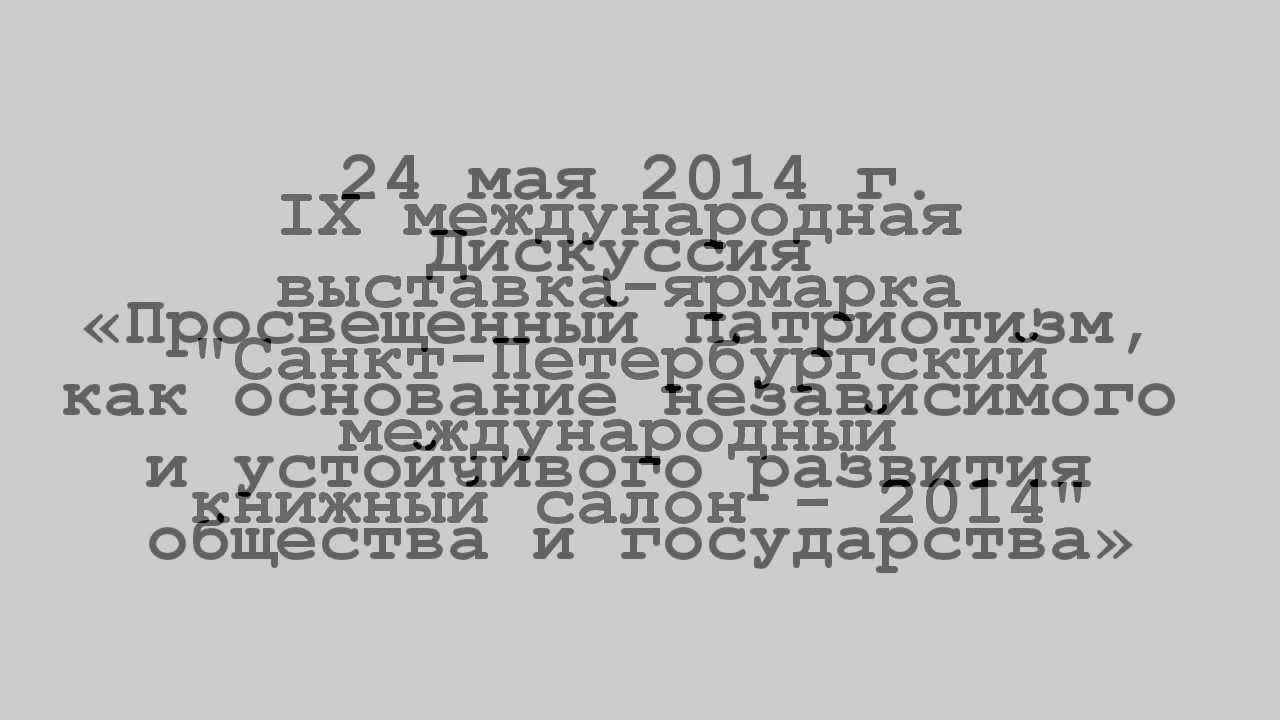 24 мая 2014 г.
IX международная
Дискуссия
выставка-ярмарка
«Просвещенный патриотизм,
"Санкт-Петербургский
как основание независимого
международный
и устойчивого развития
книжный салон - 2014"
общества и государства»